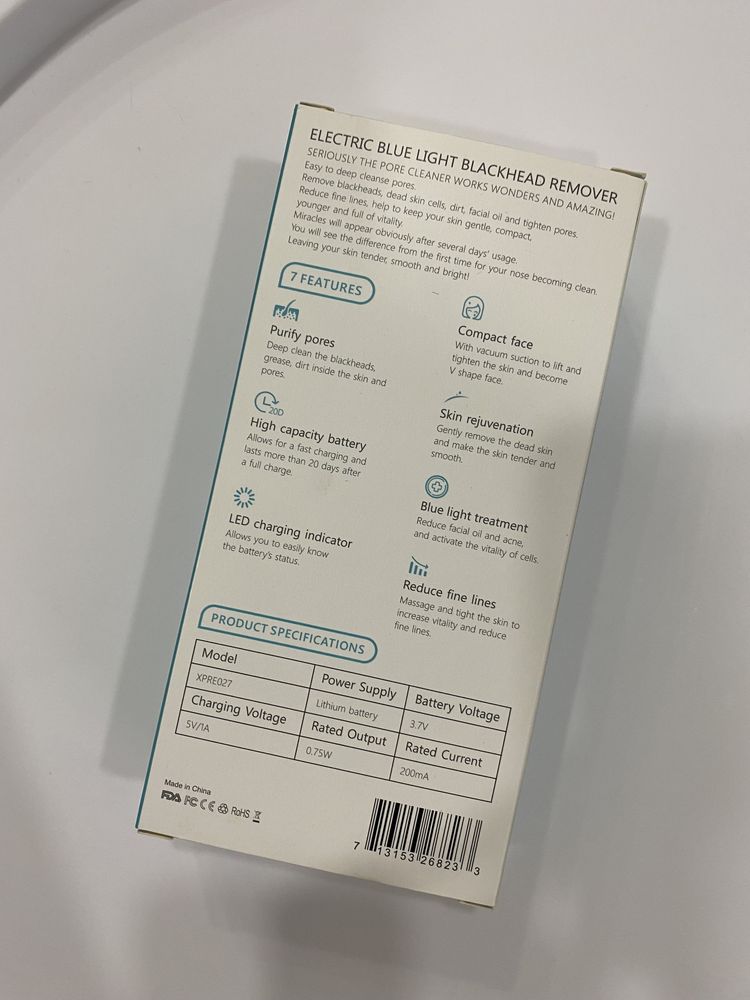 ELECTRIC BLUE LIGHT BLACKHEAD REMOVER
SERIOUSLY THE PORE CLEANER WORKS WONDERS AND AMAZING!
Easy to deep cleanse pores.
Remove blackheads, dead skin cells, dirt, facial oil and tighten pores.
Reduce fine lines, help to keep your skin gentle, compact,
younger and full of vitality.
Miracles will appear obviously after several days' usage.
You will see the difference from the first time for your nose becoming clean.
Leaving your skin tender, smooth and bright!
7 FEATURES
Purify pores
Deep clean the blackheads,
grease, dirt inside the skin and
pores.
20D
High capacity battery
Allows for a fast charging and
lasts more than 20 days after
a full charge.
LED charging indicator
Allows you to easily know
the battery's status.
Compact face
With vacuum suction to lift and
tighten the skin and become
V shape face.
Skin rejuvenation
Gently remove the dead skin
and make the skin tender and
smooth.
Blue light treatment
Reduce facial oil and acne,
and activate the vitality of cells.
Reduce fine lines
Massage and tight the skin to
increase vitality and reduce
fine lines.
PRODUCT SPECIFICATIONS
Model Power Supply Battery Voltage
XPRE027 Lithium battery 3.7V
Charging Voltage Rated Output Rated Current
5V/1A 0.75W 200mA
Made in China
FDA FC CE RoHS
7 13153 26823 3